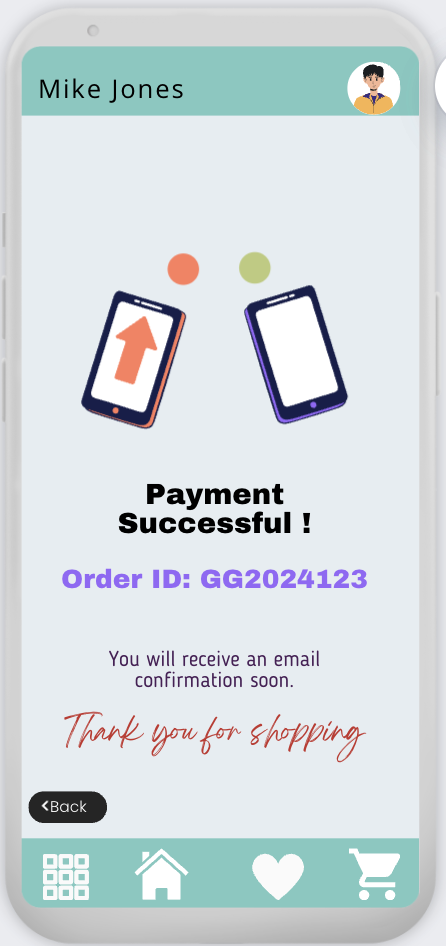 Mike Jones
Payment
Successful !
Order ID: GG2024123
You will receive an email
confirmation soon.
Thank you for shopping
Back